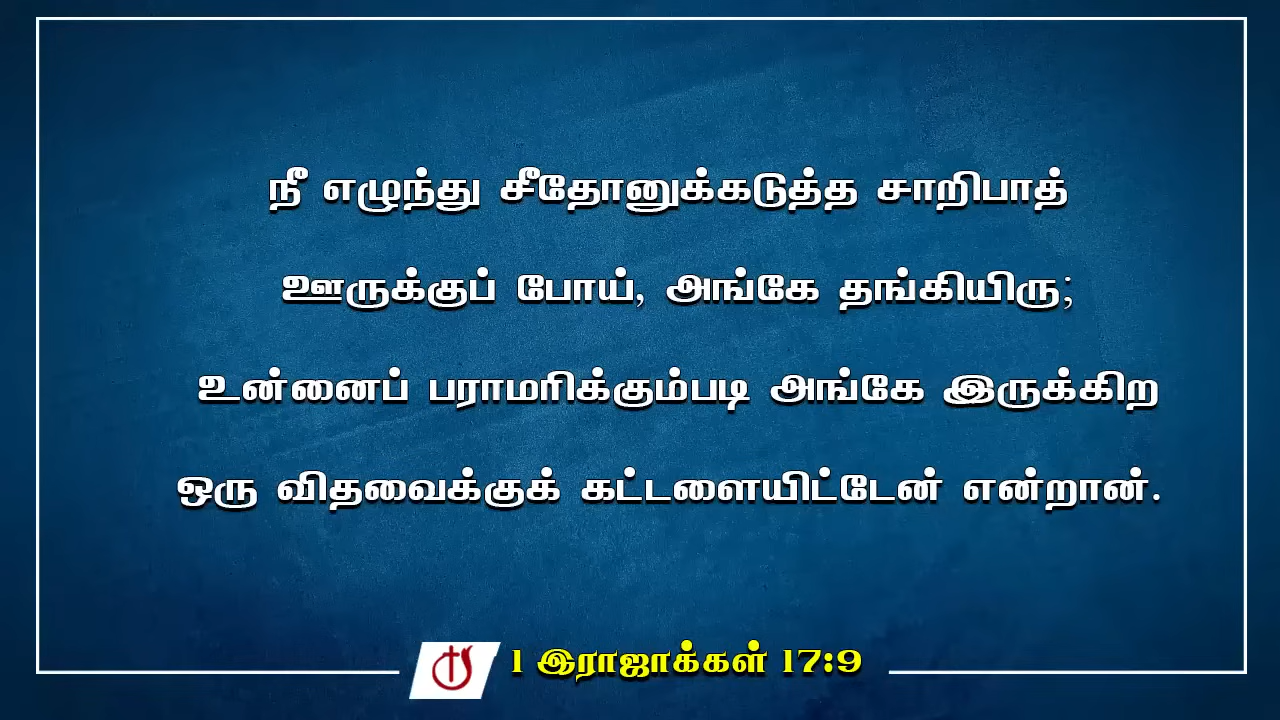 நீ எழுந்து சீதோனுக்கடுத்த சாறிபாத்
ஊருக்குப் போய், அங்கே தங்கியிரு;
உன்னைப் பராமரிக்கும்படி அங்கே இருக்கிற
ஒரு விதவைக்குக் கட்டளையிட்டேன் என்றான்.
1 இராஜாக்கள் 17:9